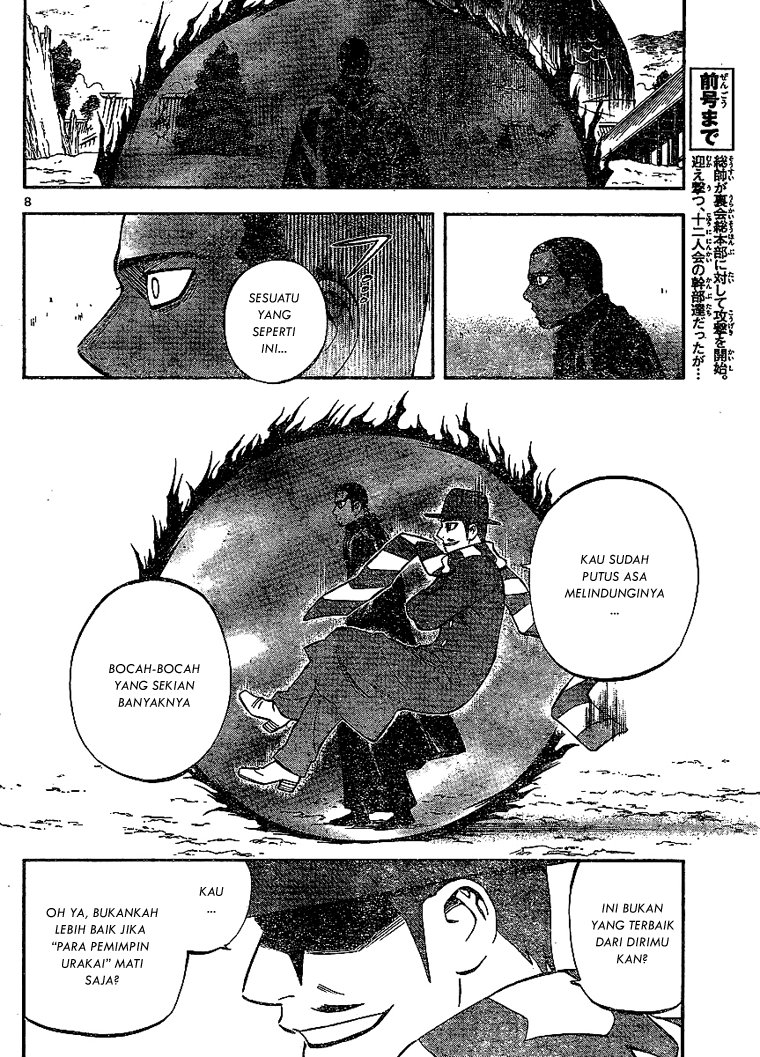 前号まで
総帥が裏会総本部に対して攻撃を開始。
迎え撃つ、十二人会の幹部達だったが…
8
SESUATU
YANG
SEPERTI
INI...
KAU SUDAH
PUTUS ASA
MELINDUNGINYA
...
BOCAH-BOCAH
YANG SEKIAN
BANYAKNYA
INI BUKAN
YANG TERBAIK
DARI DIRIMU
KAN?
KAU
...
OH YA, BUKANKAH
LEBIH BAIK JIKA
“PARA PEMIMPIN
URAKAI” MATI
SAJA?